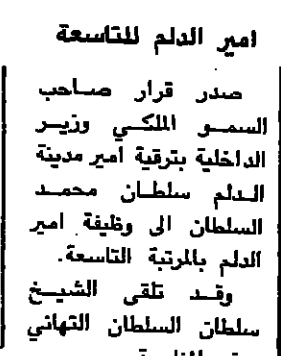 امير الدلم للتاسعة
صدر قرار صاحب
السمو الملكي وزير
الداخلية بترقية امير مدينة
الدلم سلطان محمد
السلطان الى وظيفة امير
الدلم بالمرتبة التاسعة.
وقد تلقى الشيخ
سلطان السلطان التهاني